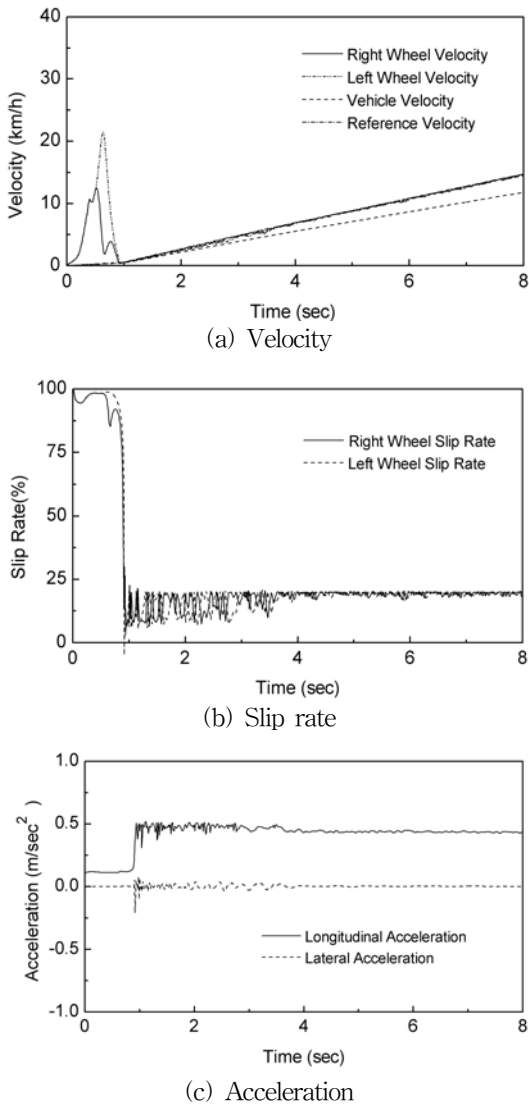 40
30
20
10
0
Velocity (km/h)
Right Wheel Velocity
Left Wheel Velocity
Vehicle Velocity
Reference Velocity
0 2 4 6 8
Time (sec)
(a) Velocity
100
75
50
25
0
Slip Rate(%)
Right Wheel Slip Rate
Left Wheel Slip Rate
0 2 4 6 8
Time (sec)
(b) Slip rate
1.0
0.5
0.0
-0.5
-1.0
Acceleration (m/sec²)
Longitudinal Acceleration
Lateral Acceleration
0 2 4 6 8
Time (sec)
(c) Acceleration